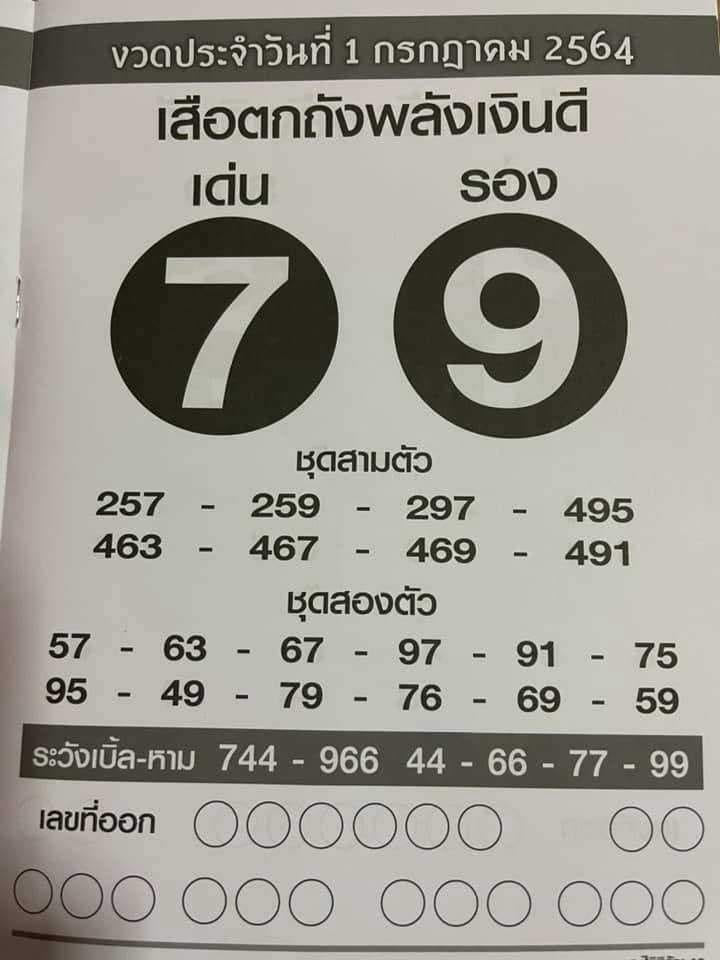 งวดประจำวันที่ 1 กรกฎาคม 2564
เสือตกถังพลังเงินดี
เด่น รอง
7 9
ชุดสามตัว
257 - 259 - 297 - 495
463 - 467 - 469 - 491
ชุดสองตัว
57 - 63 - 67 - 97 - 91 - 75
95 - 49 - 79 - 76 - 69 - 59
ระวังเบิ้ล-หาม 744 - 966 44 - 66 - 77 - 99
เลขที่ออก